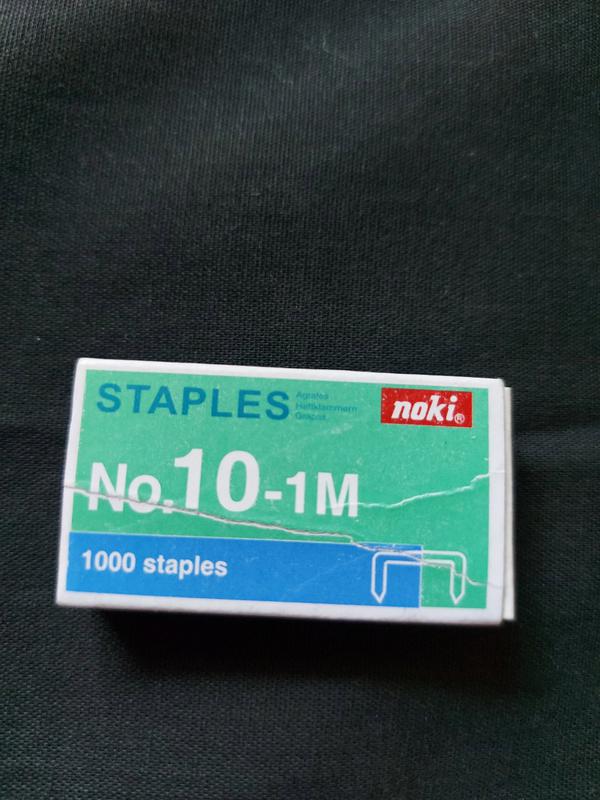 STAPLES
Agrafes
Heftklammern
Grapas
noki®
No.10-1M
1000 staples